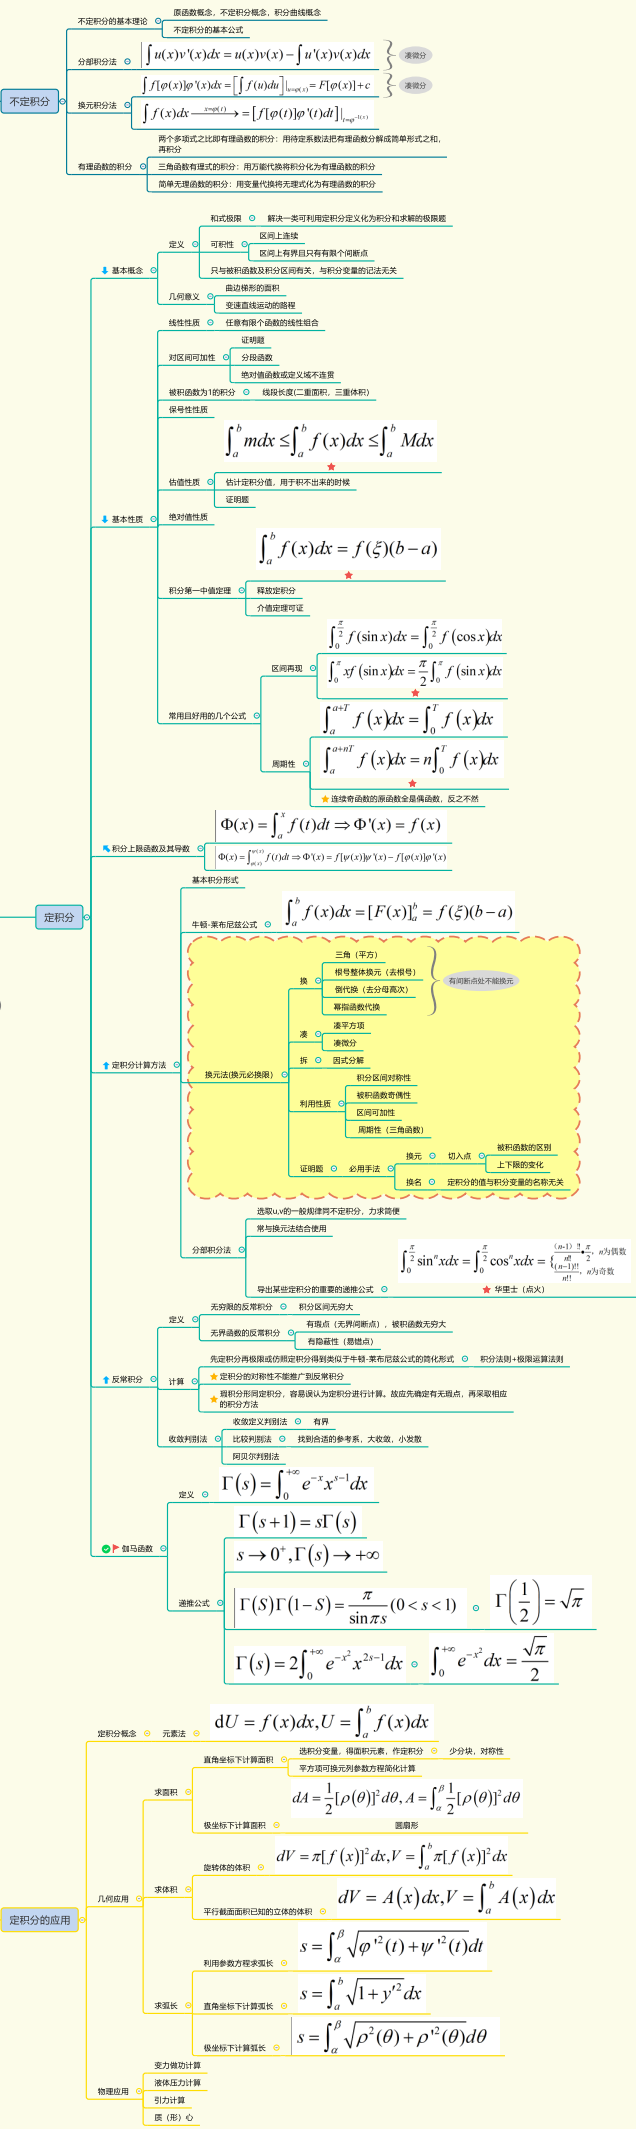 不定积分
不定积分的基本理论
原函数概念，不定积分概念，积分曲线概念
不定积分的基本公式
分部积分法
∫u(x)v'(x)dx = u(x)v(x) − ∫u'(x)v(x)dx
凑微分
换元积分法
∫f[φ(x)]φ'(x)dx = [∫f(u)du]|u=φ(x) = F[φ(x)] + c
凑微分
∫f(x)dx —x=φ(t)→ = [f[φ(t)]φ'(t)dt]|t=φ⁻¹(x)
有理函数的积分
两个多项式之比即有理函数的积分：用待定系数法把有理函数分解成简单形式之和，
再积分
三角函数有理式的积分：用万能代换将积分化为有理函数的积分
简单无理函数的积分：用变量代换将无理式化为有理函数的积分
定积分
基本概念
定义
和式极限
解决一类可利用定积分定义化为积分和求解的极限题
可积性
区间上连续
区间上有界且只有有限个间断点
只与被积函数及积分区间有关，与积分变量的记法无关
几何意义
曲边梯形的面积
变速直线运动的路程
基本性质
线性性质
任意有限个函数的线性组合
对区间可加性
证明题
分段函数
绝对值函数或定义域不连贯
被积函数为1的积分
线段长度(二重面积，三重体积)
保号性性质
∫_a^b mdx ≤ ∫_a^b f(x)dx ≤ ∫_a^b Mdx
估值性质
估计定积分值，用于积不出来的时候
证明题
绝对值性质
∫_a^b f(x)dx = f(ξ)(b−a)
积分第一中值定理
释放定积分
介值定理可证
常用且好用的几个公式
区间再现
∫_0^{π/2} f(sin x)dx = ∫_0^{π/2} f(cos x)dx
∫_0^π xf(sin x)dx = π/2 ∫_0^π f(sin x)dx
周期性
∫_a^{a+T} f(x)dx = ∫_0^T f(x)dx
∫_a^{a+nT} f(x)dx = n∫_0^T f(x)dx
连续奇函数的原函数全是偶函数，反之不然
积分上限函数及其导数
Φ(x) = ∫_a^x f(t)dt ⇒ Φ'(x) = f(x)
Φ(x) = ∫_{φ(x)}^{ψ(x)} f(t)dt ⇒ Φ'(x) = f[ψ(x)]ψ'(x) − f[φ(x)]φ'(x)
定积分计算方法
基本积分形式
牛顿-莱布尼兹公式
∫_a^b f(x)dx = [F(x)]_a^b = f(ξ)(b−a)
换元法(换元必换限）
换
三角（平方）
根号整体换元（去根号）
倒代换（去分母高次）
幂指函数代换
有间断点处不能换元
凑
凑平方项
凑微分
拆
因式分解
利用性质
积分区间对称性
被积函数奇偶性
区间可加性
周期性（三角函数）
证明题
必用手法
换元
切入点
被积函数的区别
上下限的变化
换名
定积分的值与积分变量的名称无关
分部积分法
选取u,v的一般规律同不定积分，力求简便
常与换元法结合使用
导出某些定积分的重要的递推公式
∫_0^{π/2} sin^n xdx = ∫_0^{π/2} cos^n xdx = { (n-1)!!/n!! • π/2，n为偶数
(n−1)!!/n!!，n为奇数
华里士（点火）
反常积分
定义
无穷限的反常积分
积分区间无穷大
无界函数的反常积分
有瑕点（无界间断点），被积函数无穷大
有隐蔽性（易错点）
计算
先定积分再极限或仿照定积分得到类似于牛顿-莱布尼兹公式的简化形式
积分法则+极限运算法则
定积分的对称性不能推广到反常积分
瑕积分形同定积分，容易误认为定积分进行计算。故应先确定有无瑕点，再采取相应
的积分方法
收敛判别法
收敛定义判别法
有界
比较判别法
找到合适的参考系，大收敛，小发散
阿贝尔判别法
伽马函数
定义
Γ(s) = ∫_0^{+∞} e^{−x} x^{s−1} dx
递推公式
Γ(s+1) = sΓ(s)
s → 0⁺, Γ(s) → +∞
Γ(S)Γ(1−S) = π/sin πs (0 < s < 1)
Γ(1/2) = √π
Γ(s) = 2∫_0^{+∞} e^{−x²} x^{2s−1} dx
∫_0^{+∞} e^{−x²} dx = √π/2
定积分的应用
定积分概念
元素法
dU = f(x)dx, U = ∫_a^b f(x)dx
几何应用
求面积
直角坐标下计算面积
选积分变量，得面积元素，作定积分
少分块，对称性
平方项可换元列参数方程简化计算
极坐标下计算面积
dA = 1/2[ρ(θ)]²dθ, A = ∫_α^β 1/2[ρ(θ)]²dθ
圆扇形
求体积
旋转体的体积
dV = π[f(x)]²dx, V = ∫_a^b π[f(x)]²dx
平行截面面积已知的立体的体积
dV = A(x)dx, V = ∫_a^b A(x)dx
求弧长
利用参数方程求弧长
s = ∫_α^β √(φ'²(t) + ψ'²(t)) dt
直角坐标下计算弧长
s = ∫_a^b √(1 + y'²) dx
极坐标下计算弧长
s = ∫_α^β √(ρ²(θ) + ρ'²(θ)) dθ
物理应用
变力做功计算
液体压力计算
引力计算
质（形）心